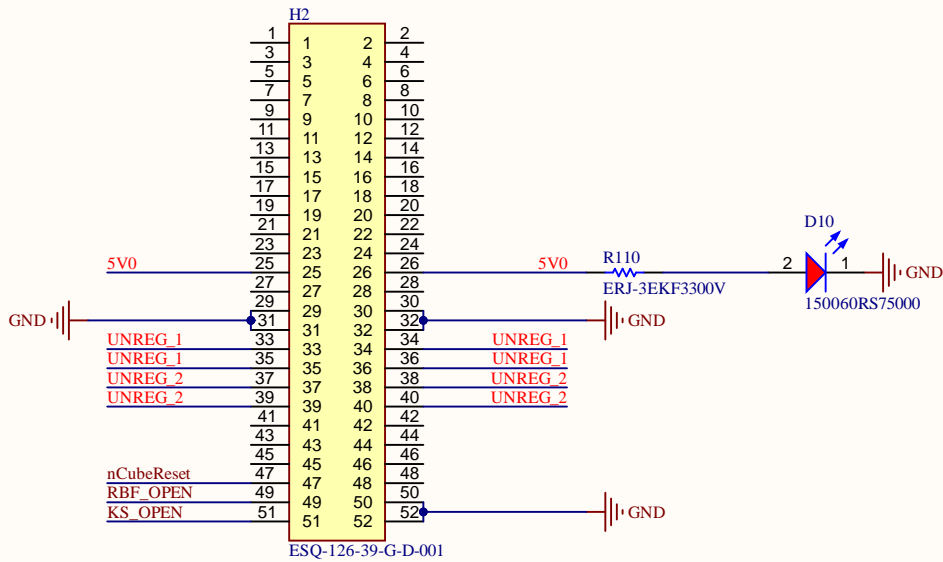 H2
1 1 2 2
3 3 4 4
5 5 6 6
7 7 8 8
9 9 10 10
11 11 12 12
13 13 14 14
15 15 16 16
17 17 18 18
19 19 20 20
21 21 22 22
23 23 24 24
5V0 25 25 26 26 5V0 R110 2 D10 1 GND
ERJ-3EKF3300V
150060RS75000
27 27 28 28
29 29 30 30
GND 31 31 32 32 GND
UNREG_1 33 33 34 34 UNREG_1
UNREG_1 35 35 36 36 UNREG_1
UNREG_2 37 37 38 38 UNREG_2
UNREG_2 39 39 40 40 UNREG_2
41 41 42 42
43 43 44 44
45 45 46 46
nCubeReset 47 47 48 48
RBF_OPEN 49 49 50 50
KS_OPEN 51 51 52 52 GND
ESQ-126-39-G-D-001